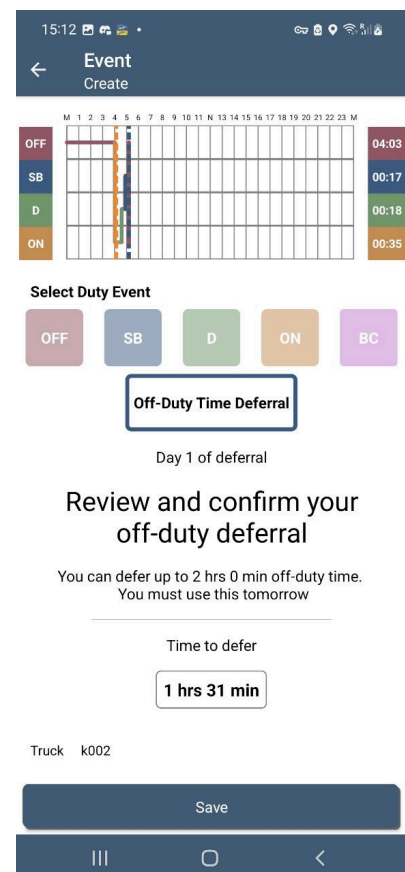 15:12
Event
Create
M 1 2 3 4 5 6 7 8 9 10 11 N 13 14 15 16 17 18 19 20 21 22 23 M
OFF 04:03
SB 00:17
D 00:18
ON 00:35
Select Duty Event
OFF SB D ON BC
Off-Duty Time Deferral
Day 1 of deferral
Review and confirm your
off-duty deferral
You can defer up to 2 hrs 0 min off-duty time.
You must use this tomorrow
Time to defer
1 hrs 31 min
Truck k002
Save